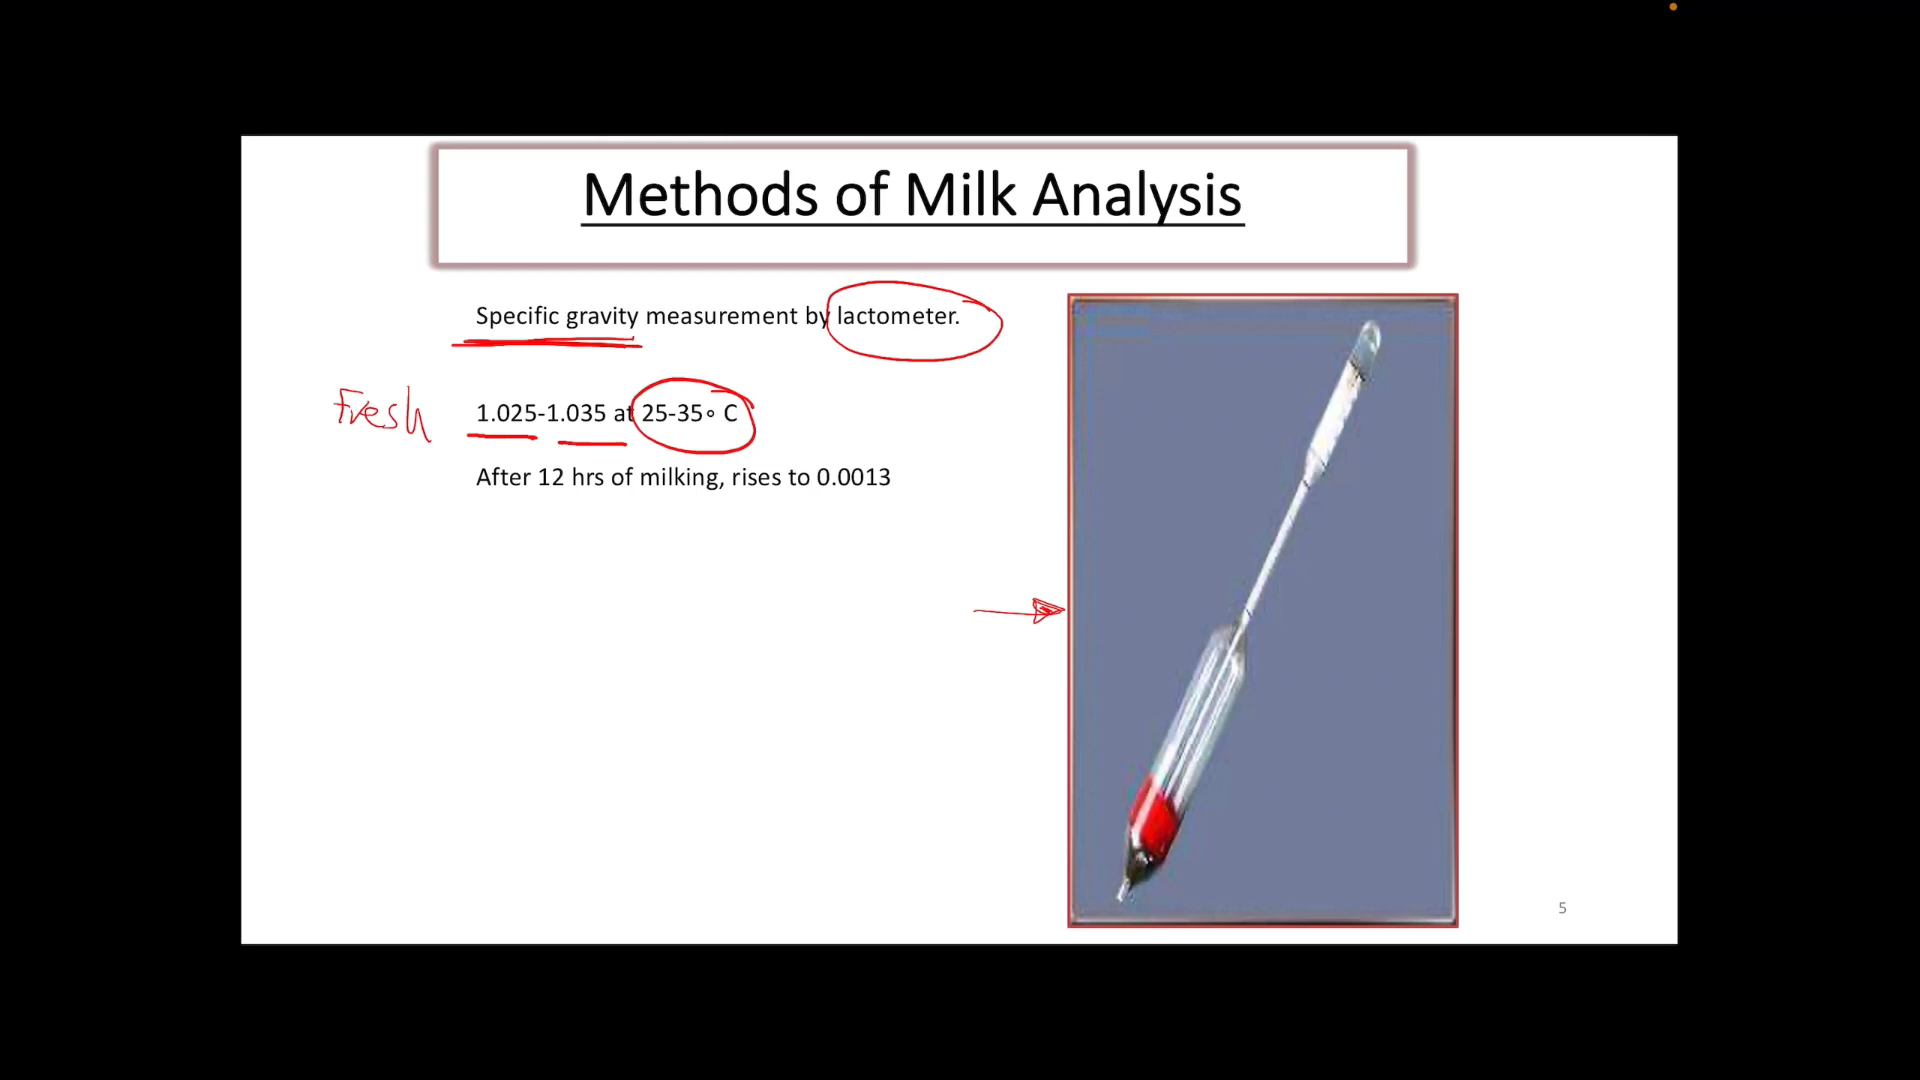 Methods of Milk Analysis
Specific gravity measurement by lactometer.
Fresh 1.025-1.035 at 25-35∘ C
After 12 hrs of milking, rises to 0.0013
5